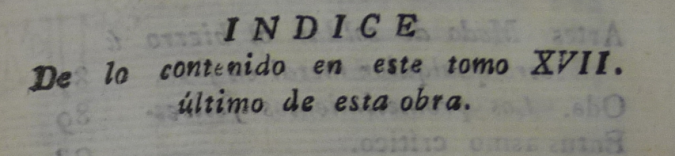 INDICE
De lo contenido en este tomo XVII.
último de esta obra.